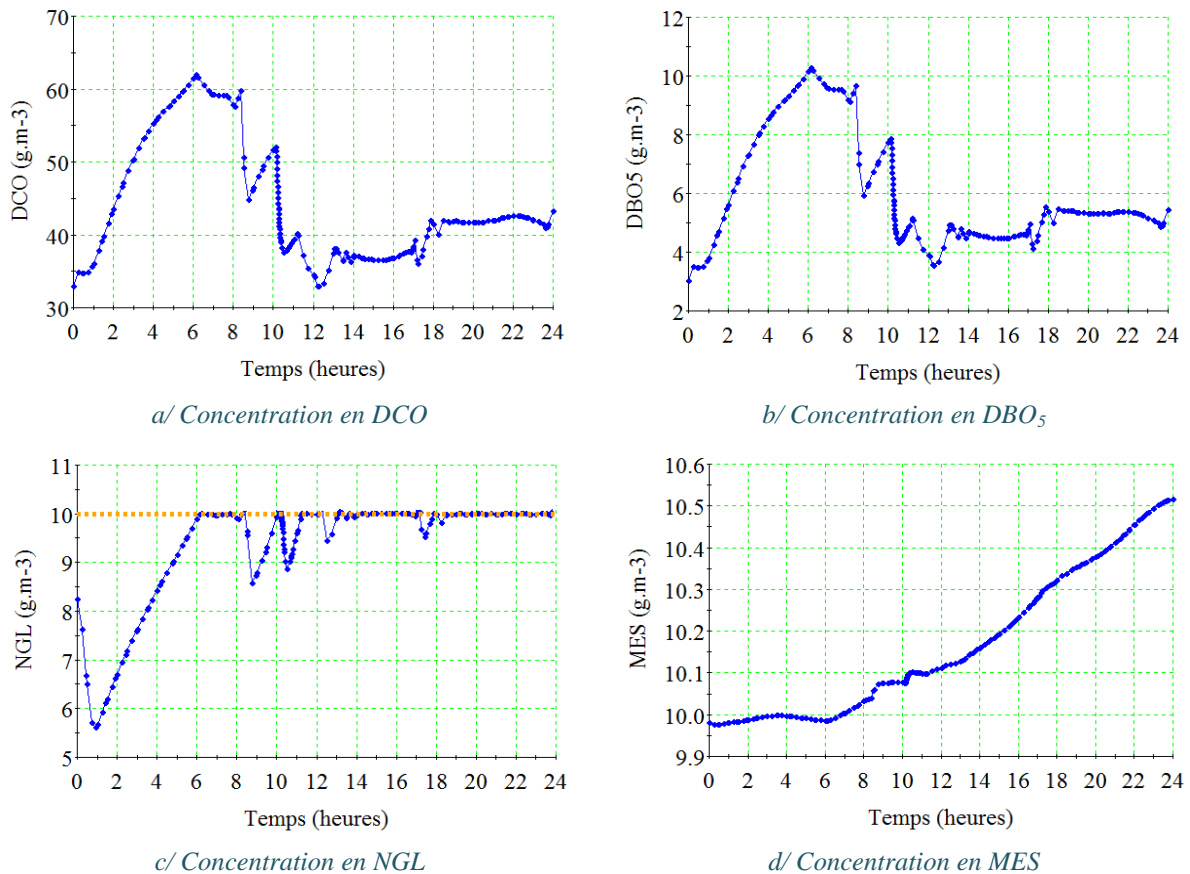 70
60
50
40
30
DCO (g.m-3)
0 2 4 6 8 10 12 14 16 18 20 22 24
Temps (heures)
a/ Concentration en DCO
12
10
8
6
4
2
DBO5 (g.m-3)
0 2 4 6 8 10 12 14 16 18 20 22 24
Temps (heures)
b/ Concentration en DBO₅
11
10
9
8
7
6
5
NGL (g.m-3)
0 2 4 6 8 10 12 14 16 18 20 22 24
Temps (heures)
c/ Concentration en NGL
10.6
10.5
10.4
10.3
10.2
10.1
10.0
9.9
MES (g.m-3)
0 2 4 6 8 10 12 14 16 18 20 22 24
Temps (heures)
d/ Concentration en MES